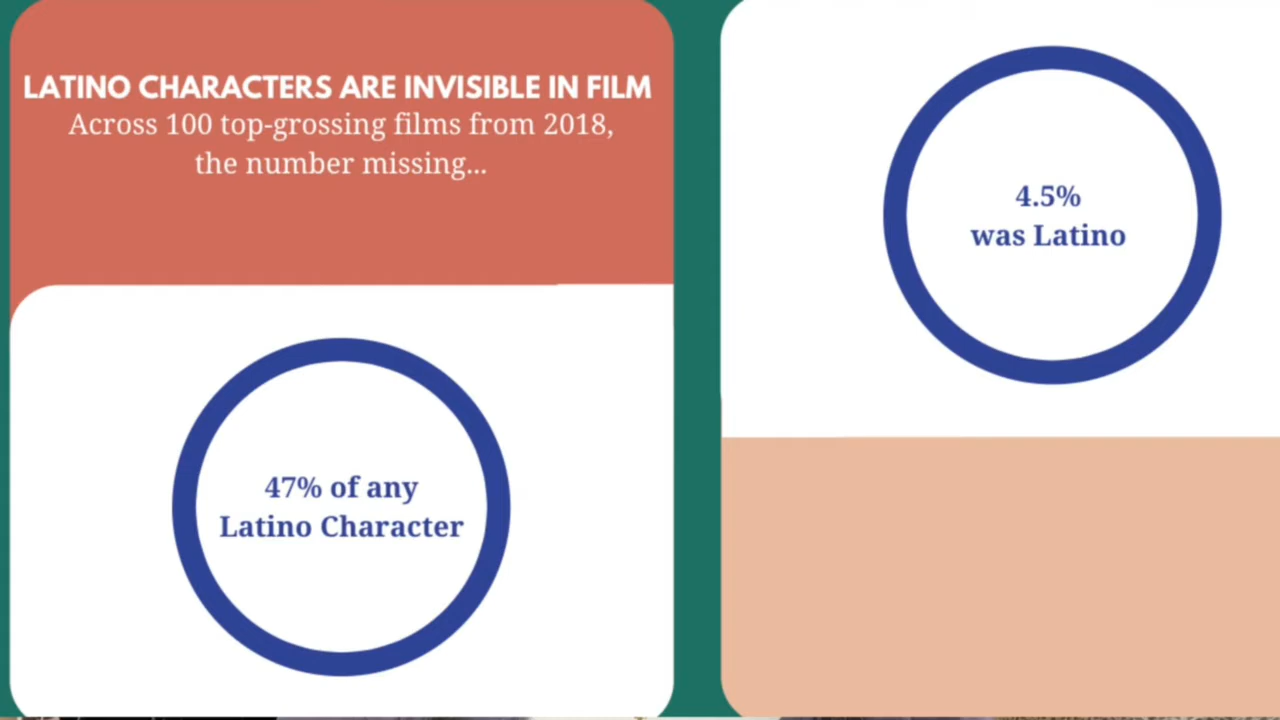 LATINO CHARACTERS ARE INVISIBLE IN FILM
Across 100 top-grossing films from 2018,
the number missing...
47% of any
Latino Character
4.5%
was Latino